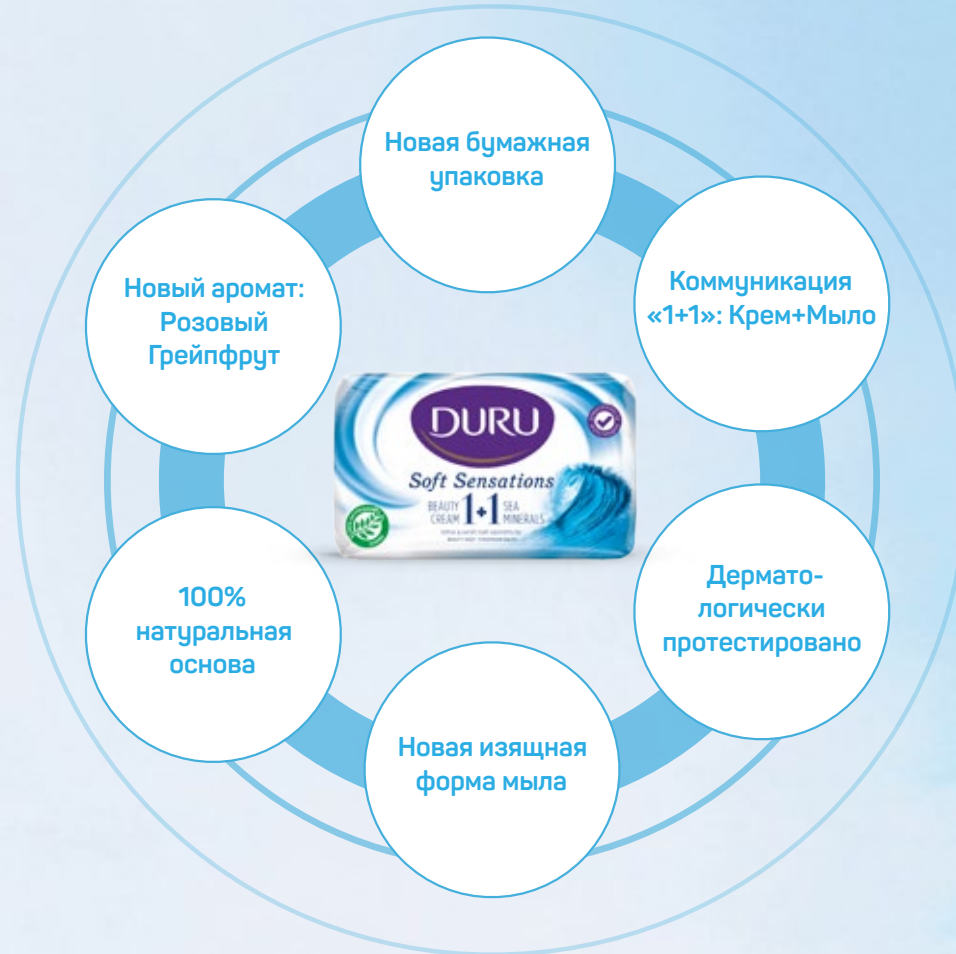 Новая бумажная
упаковка
Новый аромат:
Розовый
Грейпфрут
Коммуникация
«1+1»: Крем+Мыло
DURU
Soft Sensations
BEAUTY
CREAM
1+1
SEA
MINERALS
100%
натуральная
основа
Дермато-
логически
протестировано
Новая изящная
форма мыла